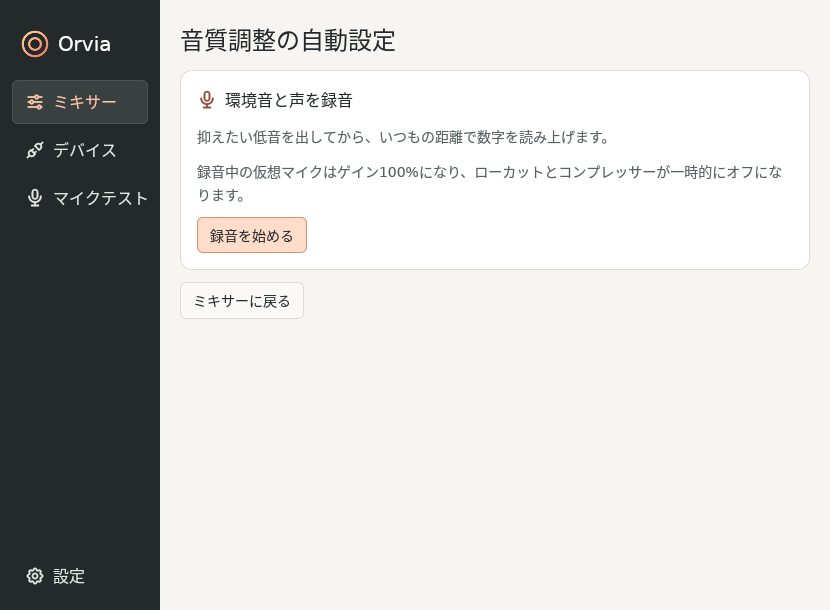 Orvia
ミキサー
デバイス
マイクテスト
設定
音質調整の自動設定
環境音と声を録音
抑えたい低音を出してから、いつもの距離で数字を読み上げます。
録音中の仮想マイクはゲイン100%になり、ローカットとコンプレッサーが一時的にオフにな
ります。
録音を始める
ミキサーに戻る